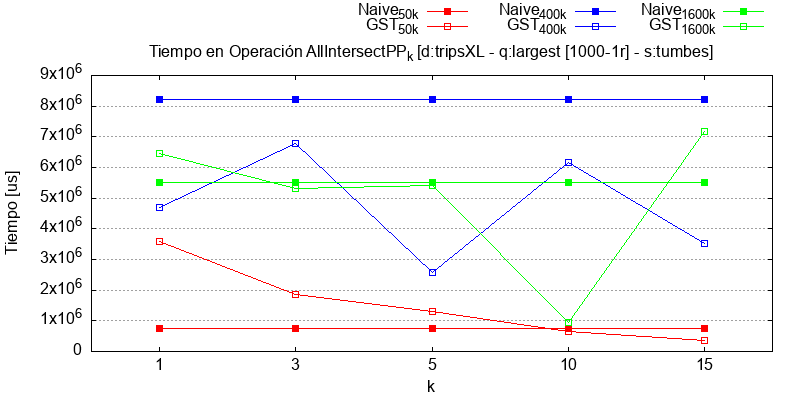 Naive50k Naive400k Naive1600k
GST50k GST400k GST1600k
Tiempo en Operación AllIntersectPPk [d:tripsXL - q:largest [1000-1r] - s:tumbes]
9x10^6
8x10^6
7x10^6
6x10^6
5x10^6
4x10^6
3x10^6
2x10^6
1x10^6
0
Tiempo [us]
1 3 5 10 15
k